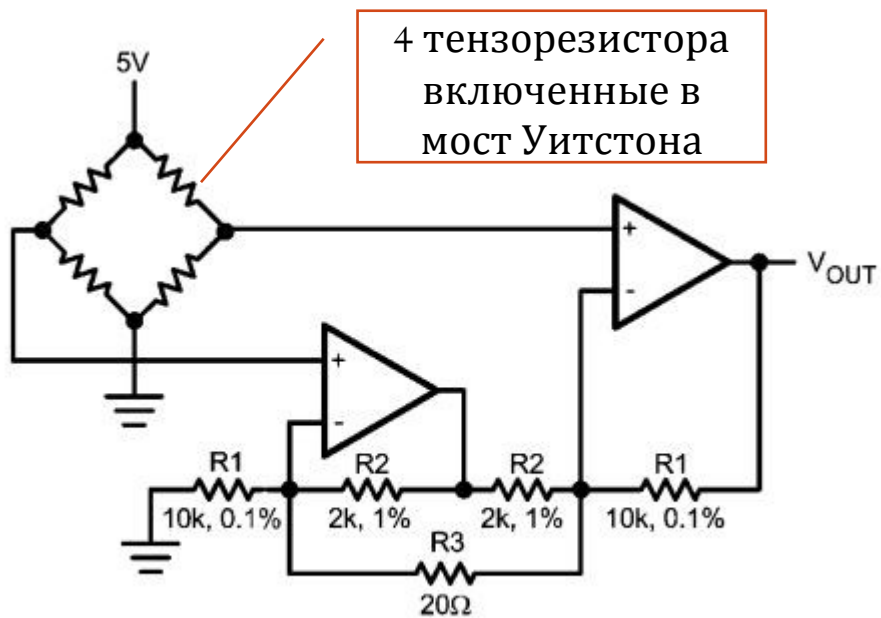 4 тензорезистора
включенные в
мост Уитстона
5V
+
-
VOUT
+
-
R1
R2
R2
R1
10k, 0.1%
2k, 1%
2k, 1%
10k, 0.1%
R3
20Ω